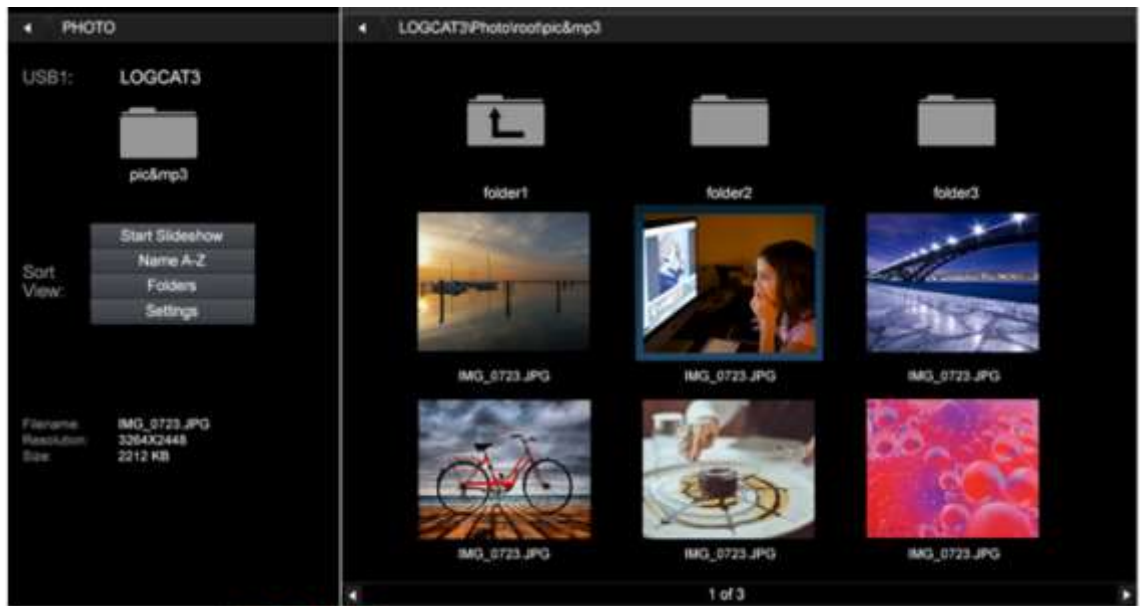 PHOTO
USB1: LOGCAT3
pic&mp3
Start Slideshow
Name A-Z
Folders
Settings
Sort
View:
Filename: IMG_0723.JPG
Resolution: 3264X2448
Size: 2212 KB
LOGCAT3\Photo\root\pic&mp3
folder1 folder2 folder3
IMG_0723.JPG IMG_0723.JPG IMG_0723.JPG
IMG_0723.JPG IMG_0723.JPG IMG_0723.JPG
1 of 3